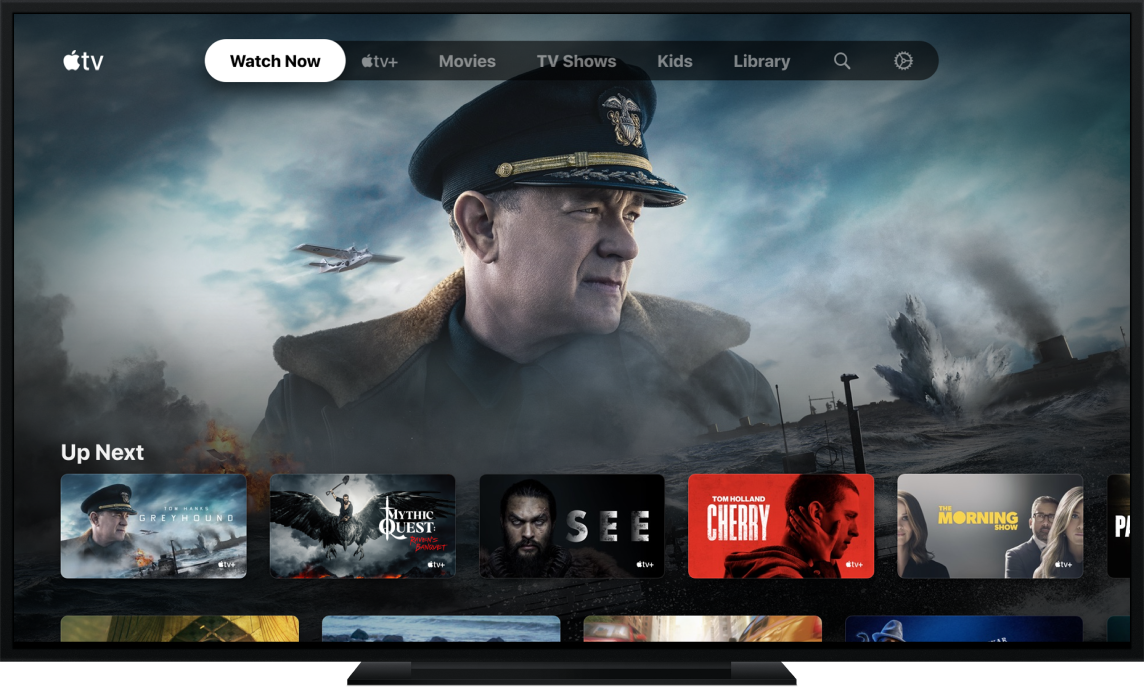 tv
Watch Now
tv+
Movies
TV Shows
Kids
Library
Up Next
TOM HANKS
GREYHOUND
tv+
MYTHIC
QUEST:
RAVEN'S
BANQUET
tv+
SEE
tv+
TOM HOLLAND
CHERRY
tv+
THE
MORNING
SHOW
tv+
PA